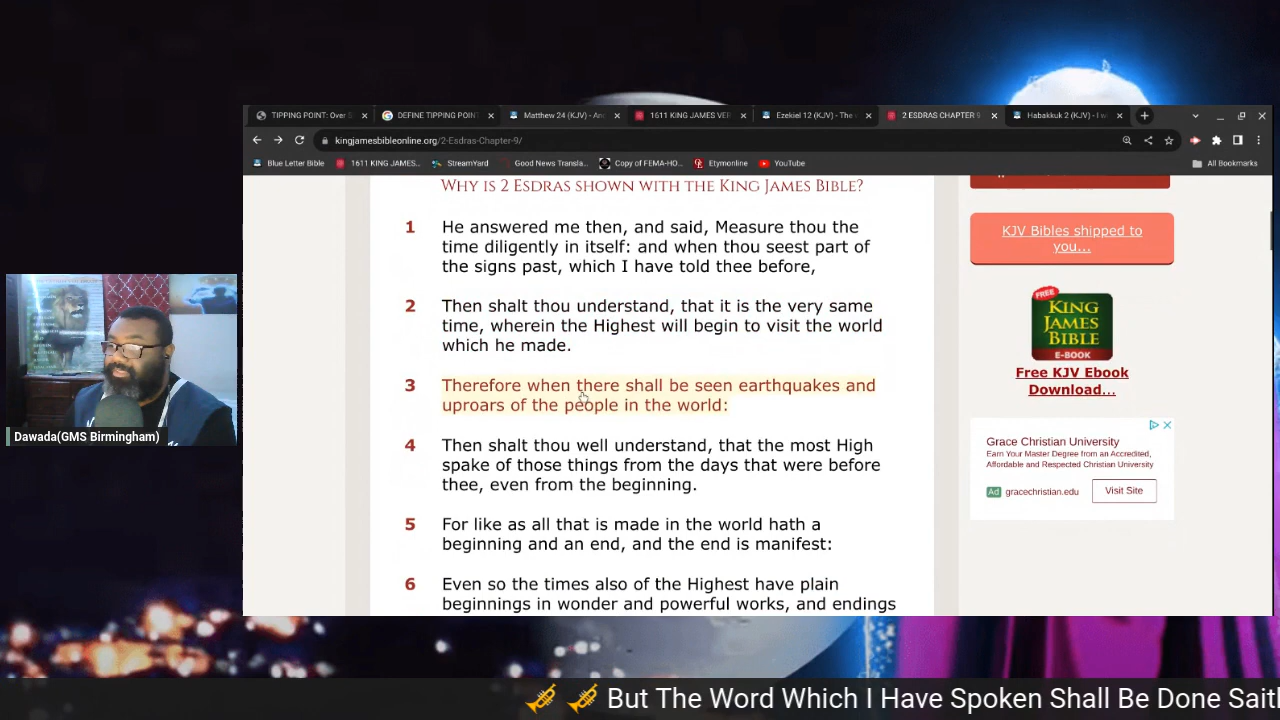 TIPPING POINT: Over
DEFINE TIPPING POIN
Matthew 24 (KJV) - An
1611 KING JAMES VER
Ezekiel 12 (KJV) - The
2 ESDRAS CHAPTER 9
Habakkuk 2 (KJV) - I w
kingjamesbibleonline.org/2-Esdras-Chapter-9/
Blue Letter Bible
1611 KING JAMES...
StreamYard
Good News Transla...
Copy of FEMA-HO...
Etymonline
YouTube
All Bookmarks
WHY IS 2 ESDRAS SHOWN WITH THE KING JAMES BIBLE?
1 He answered me then, and said, Measure thou the
time diligently in itself: and when thou seest part of
the signs past, which I have told thee before,
2 Then shalt thou understand, that it is the very same
time, wherein the Highest will begin to visit the world
which he made.
3 Therefore when there shall be seen earthquakes and
uproars of the people in the world:
4 Then shalt thou well understand, that the most High
spake of those things from the days that were before
thee, even from the beginning.
5 For like as all that is made in the world hath a
beginning and an end, and the end is manifest:
6 Even so the times also of the Highest have plain
beginnings in wonder and powerful works, and endings
KJV Bibles shipped to
you...
FREE
KING
JAMES
BIBLE
E-BOOK
Free KJV Ebook
Download...
Grace Christian University
Earn Your Master Degree from an Accredited,
Affordable and Respected Christian University
Ad gracechristian.edu
Visit Site
Dawada(GMS Birmingham)
🎺 🎺 But The Word Which I Have Spoken Shall Be Done Sait